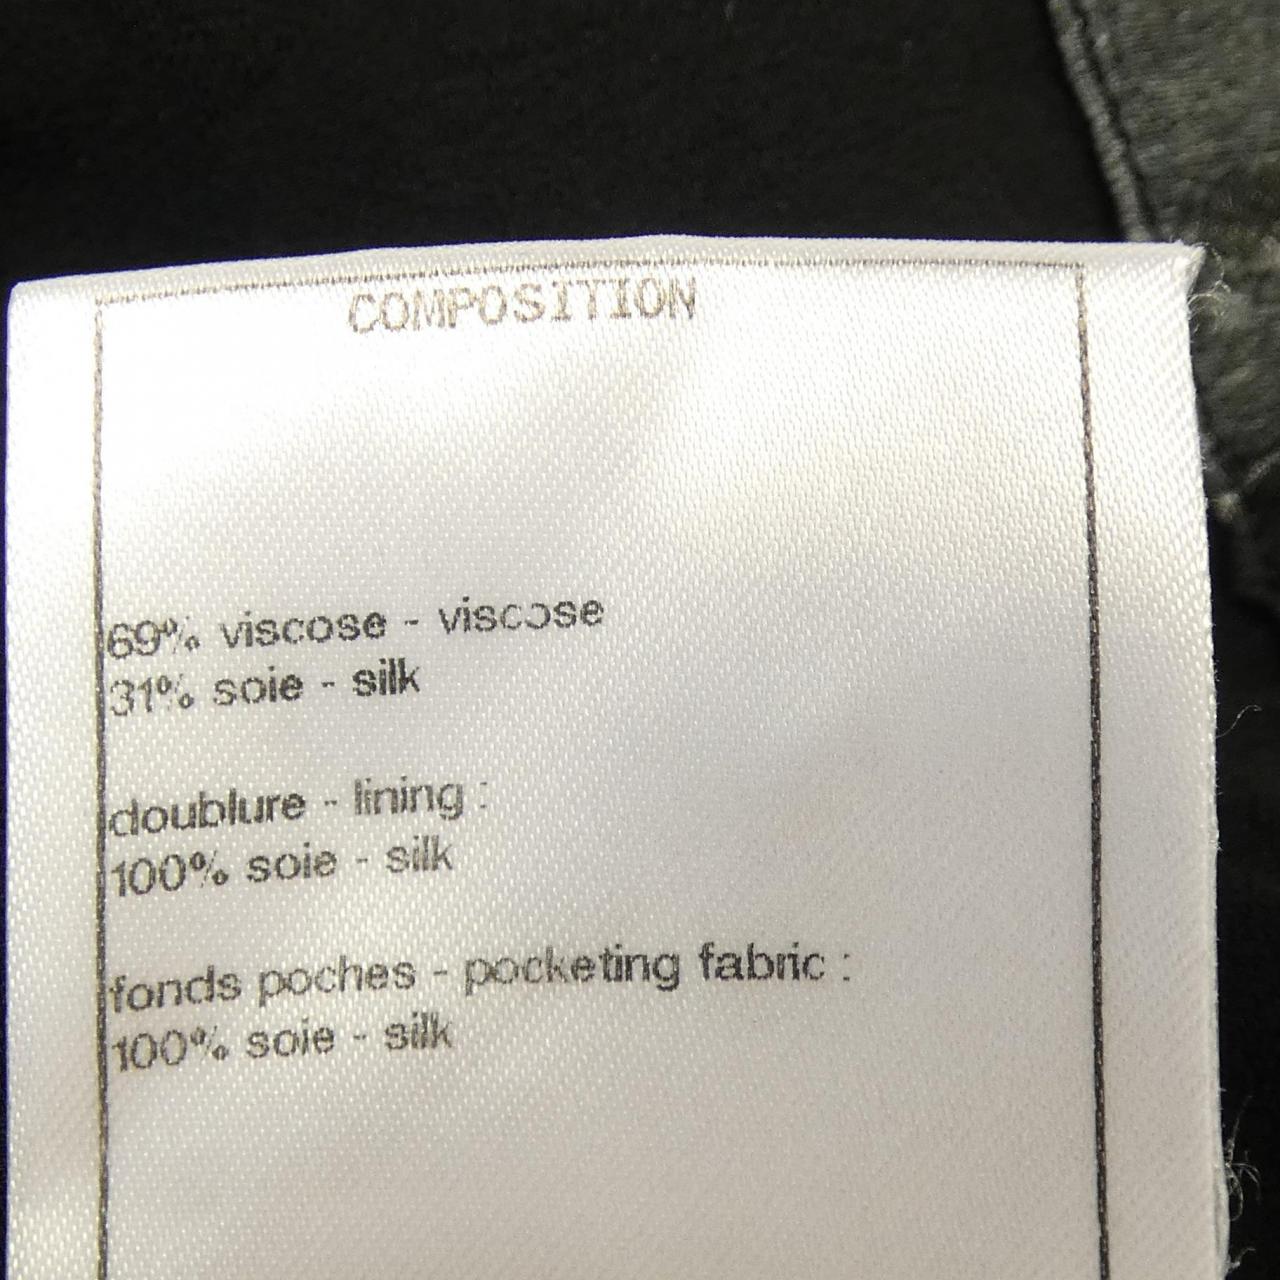 COMPOSITION
69% viscose - viscose
31% soie - silk
doublure - lining :
100% soie - silk
fonds poches - pocketing fabric :
100% soie - silk